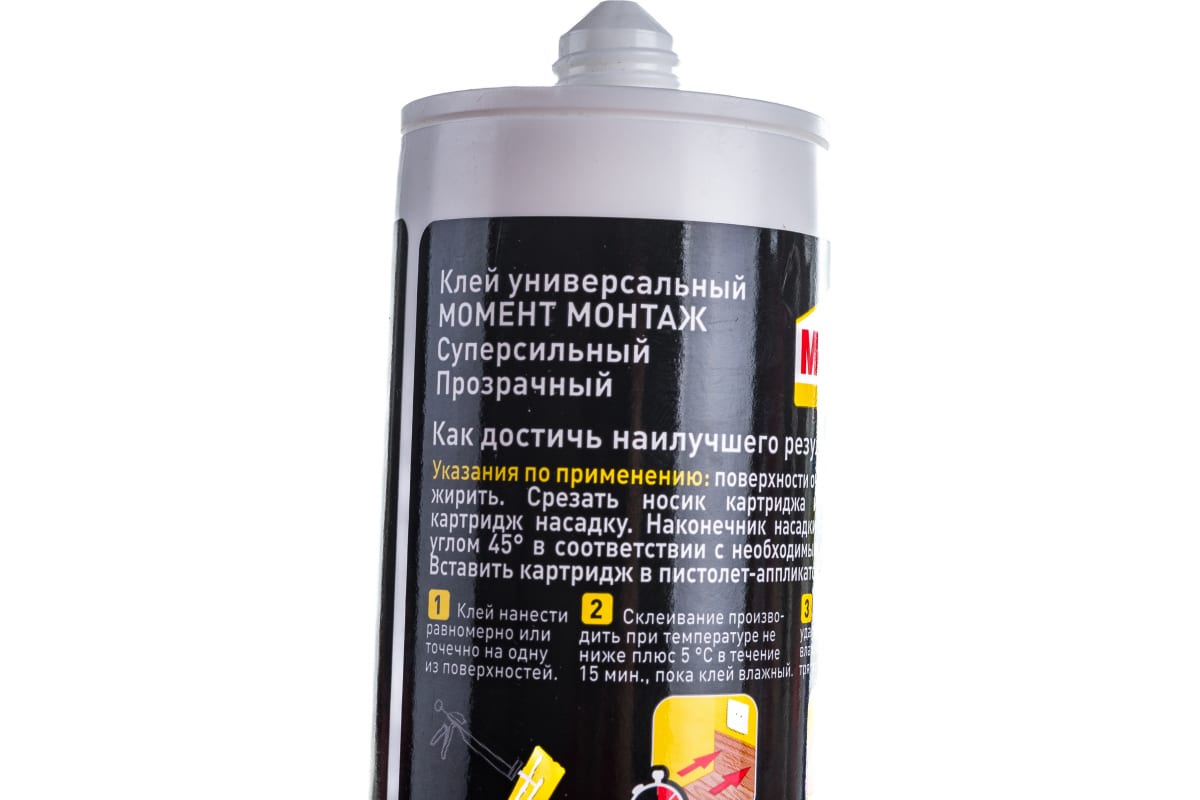 Клей универсальный
МОМЕНТ МОНТАЖ
Суперсильный
Прозрачный
Как достичь наилучшего
Указания по применению: поверхности
жирить. Срезать носик картриджа
картридж насадку. Наконечник
углом 45° в соответствии с
Вставить картридж в
1 Клей нанести
равномерно или
точечно на одну
из поверхностей.
2 Склеивание произво-
дить при температуре не
ниже плюс 5 °C в течение
15 мин., пока клей влажный.
3